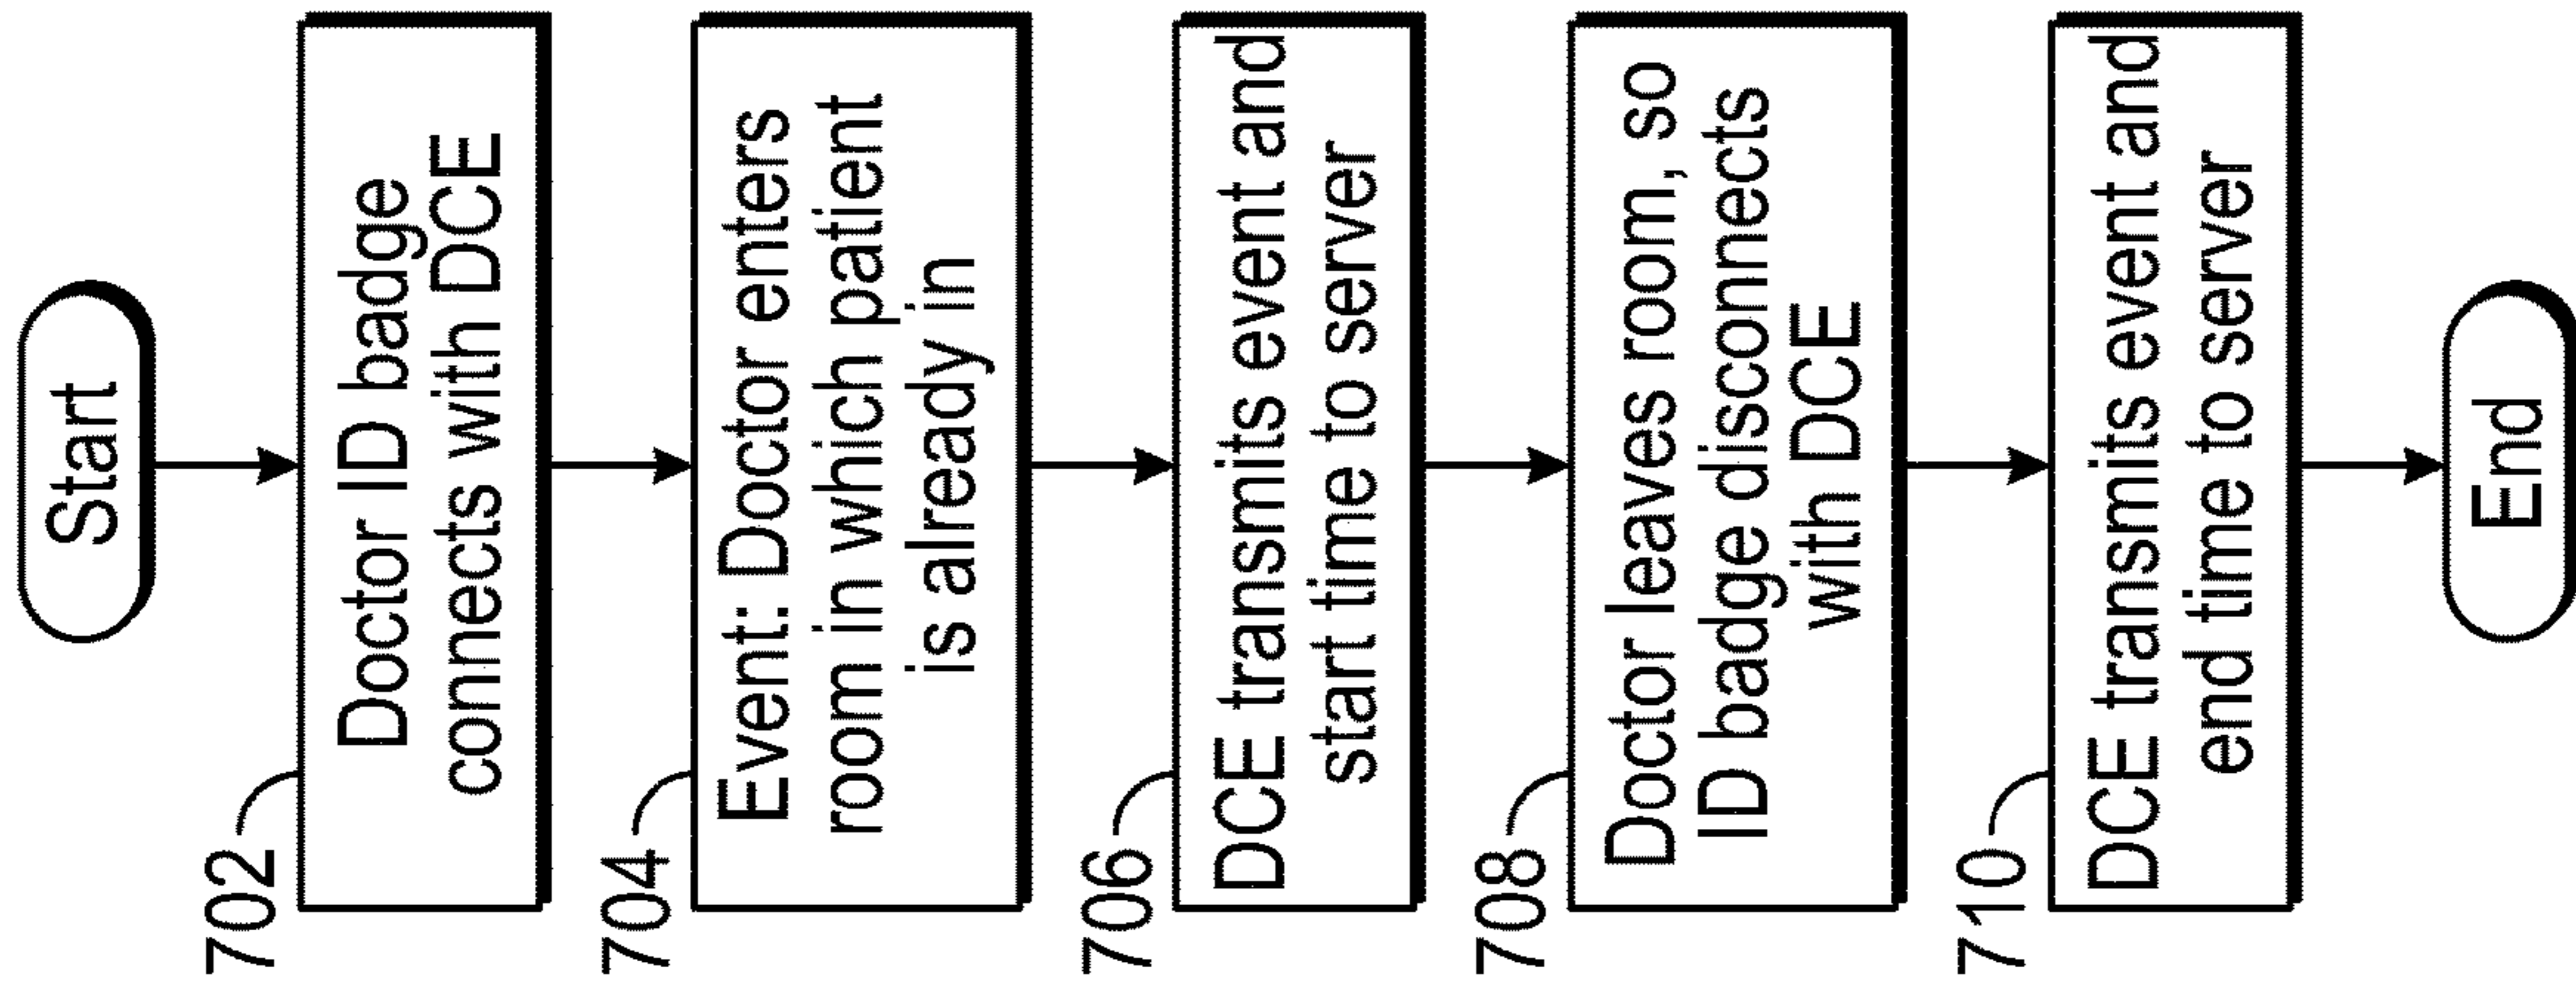 Start
702
Doctor ID badge
connects with DCE
704
Event: Doctor enters
room in which patient
is already in
706
DCE transmits event and
start time to server
708
Doctor leaves room, so
ID badge disconnects
with DCE
710
DCE transmits event and
end time to server
End